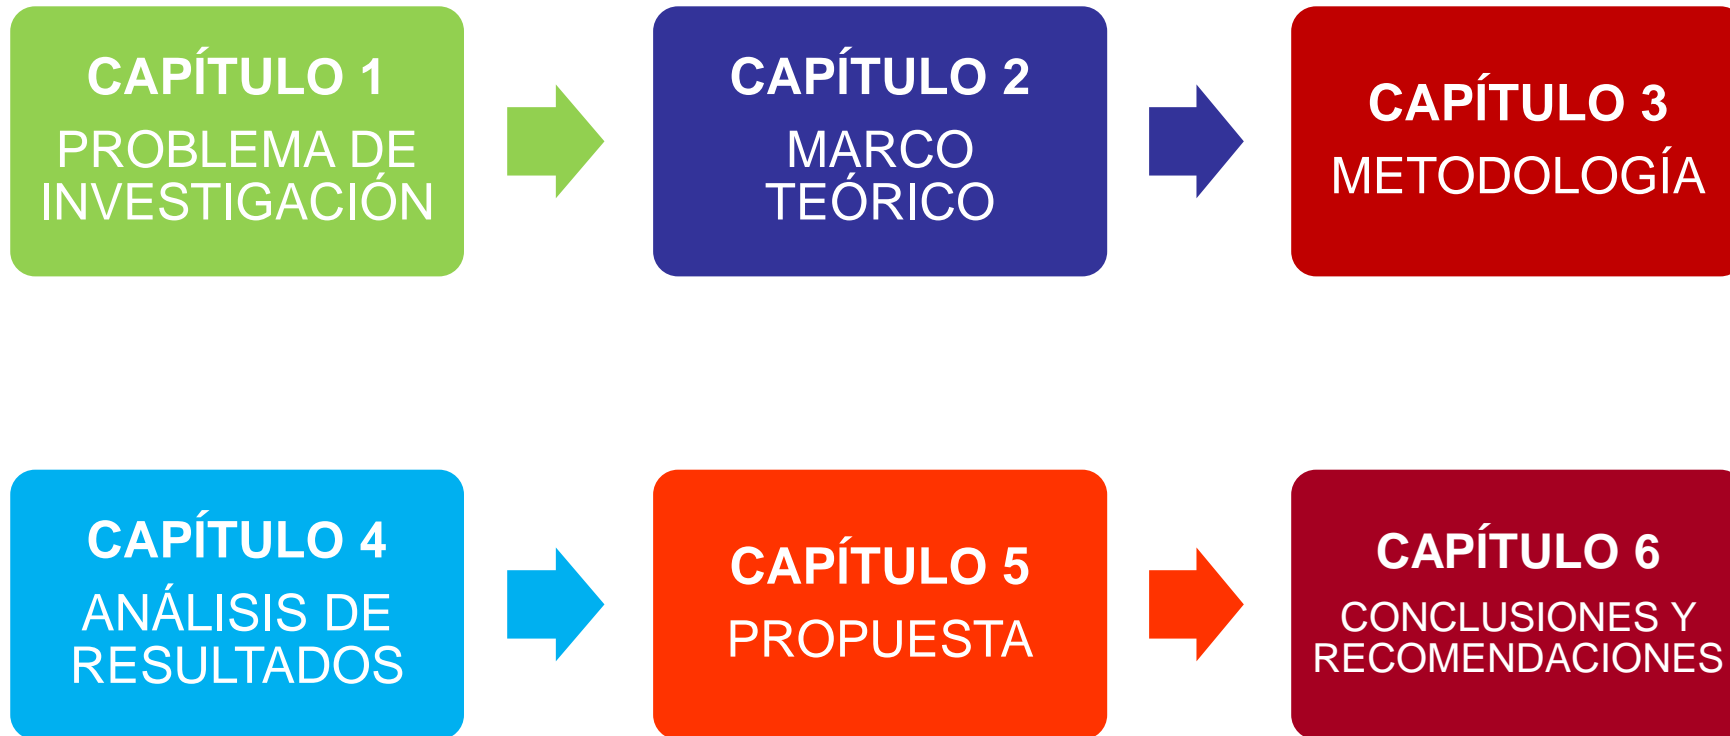 CAPÍTULO 1
PROBLEMA DE
INVESTIGACIÓN
CAPÍTULO 2
MARCO
TEÓRICO
CAPÍTULO 3
METODOLOGÍA
CAPÍTULO 4
ANÁLISIS DE
RESULTADOS
CAPÍTULO 5
PROPUESTA
CAPÍTULO 6
CONCLUSIONES Y
RECOMENDACIONES